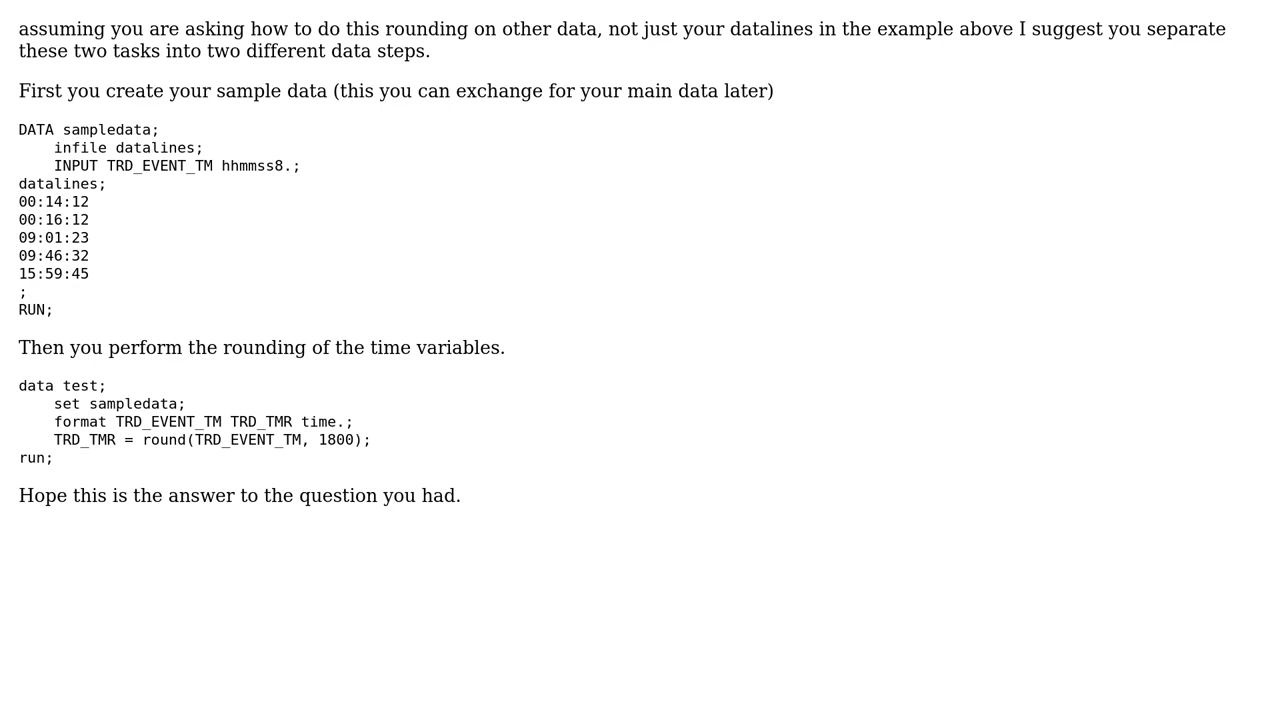 assuming you are asking how to do this rounding on other data, not just your datalines in the example above I suggest you separate
these two tasks into two different data steps.
First you create your sample data (this you can exchange for your main data later)
DATA sampledata;
    infile datalines;
    INPUT TRD_EVENT_TM hhmmss8.;
datalines;
00:14:12
00:16:12
09:01:23
09:46:32
15:59:45
;
RUN;
Then you perform the rounding of the time variables.
data test;
    set sampledata;
    format TRD_EVENT_TM TRD_TMR time.;
    TRD_TMR = round(TRD_EVENT_TM, 1800);
run;
Hope this is the answer to the question you had.